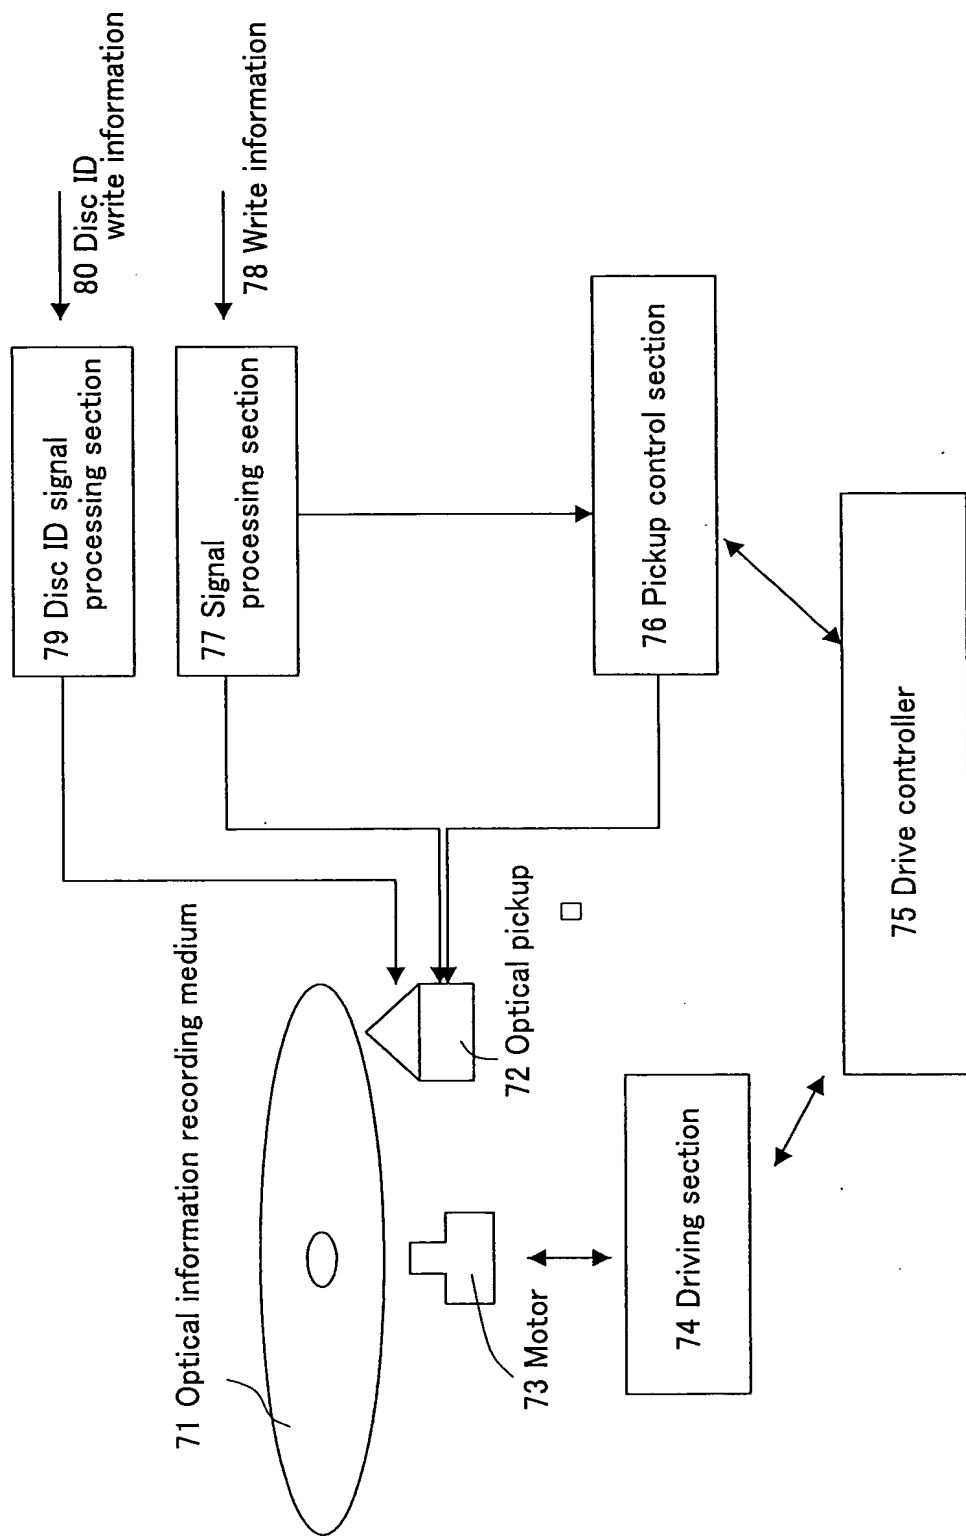 71 Optical information recording medium
72 Optical pickup
73 Motor
74 Driving section
75 Drive controller
76 Pickup control section
77 Signal
processing section
78 Write information
79 Disc ID signal
processing section
80 Disc ID
write information